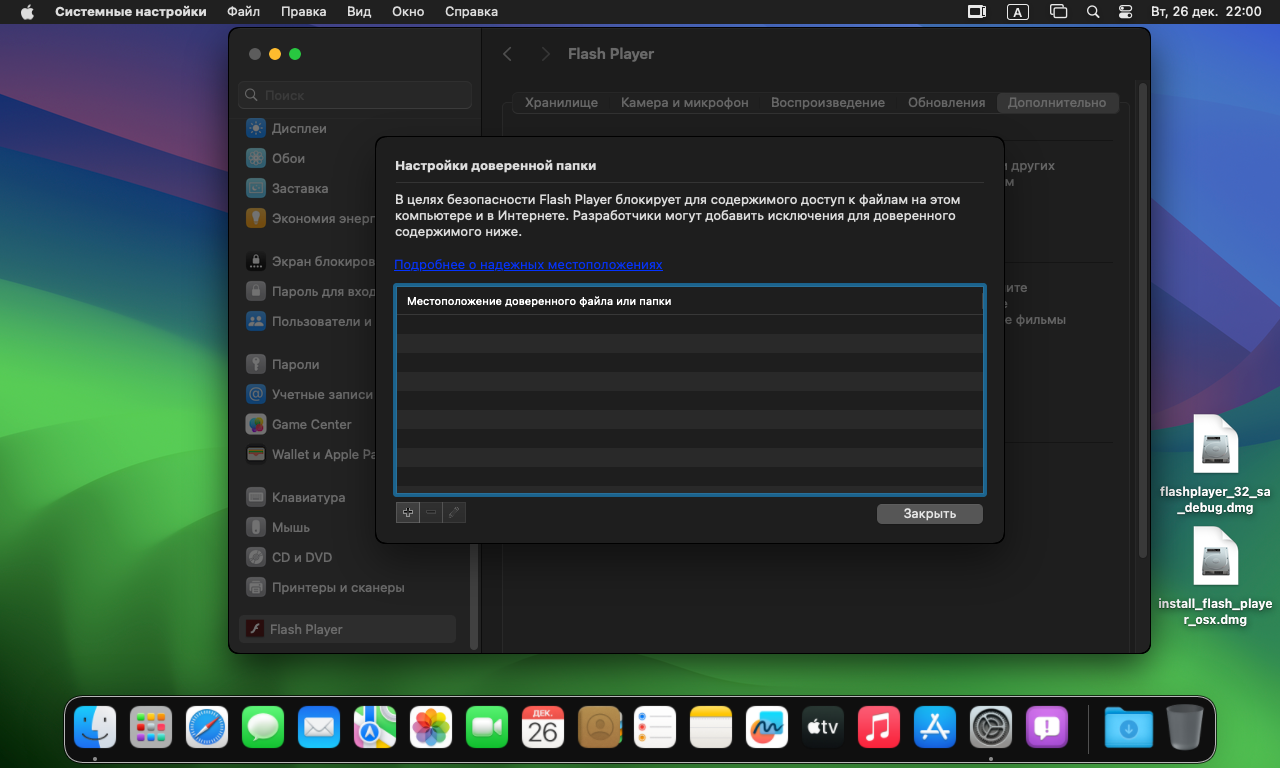 Системные настройки Файл Правка Вид Окно Справка A Вт, 26 дек. 22:00
Flash Player
Поиск
Хранилище Камера и микрофон Воспроизведение Обновления Дополнительно
Дисплеи
Обои
Заставка
Экономия энерг
Экран блокиров
Пароль для вход
Пользователи и
Пароли
Учетные записи
Game Center
Wallet и Apple Pa
Клавиатура
Мышь
CD и DVD
Принтеры и сканеры
Flash Player
Настройки доверенной папки
В целях безопасности Flash Player блокирует для содержимого доступ к файлам на этом
компьютере и в Интернете. Разработчики могут добавить исключения для доверенного
содержимого ниже.
Подробнее о надежных местоположениях
Местоположение доверенного файла или папки
Закрыть
других
е фильмы
flashplayer_32_sa
_debug.dmg
install_flash_playe
r_osx.dmg
ДЕК.
26
tv